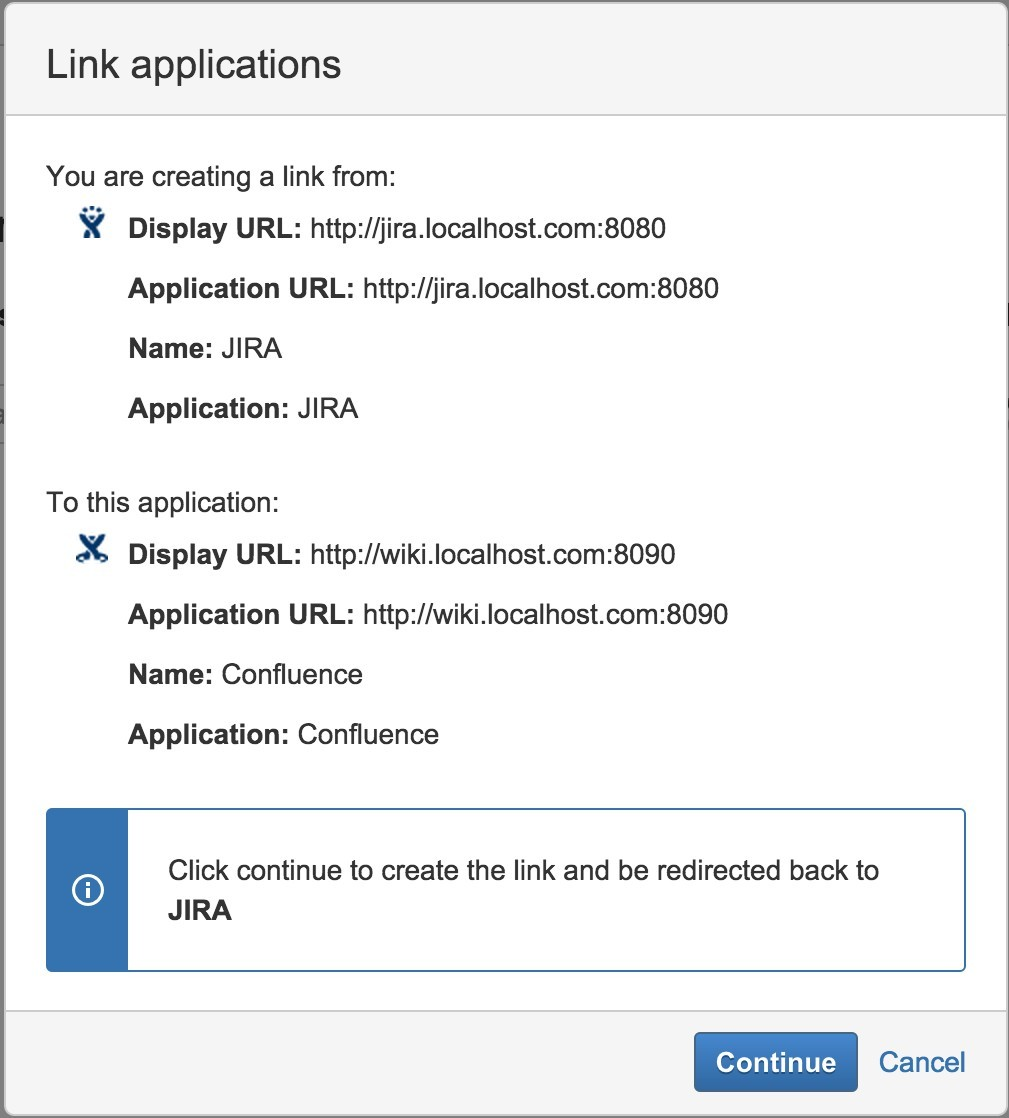 Link applications
You are creating a link from:
Display URL: http://jira.localhost.com:8080
Application URL: http://jira.localhost.com:8080
Name: JIRA
Application: JIRA
To this application:
Display URL: http://wiki.localhost.com:8090
Application URL: http://wiki.localhost.com:8090
Name: Confluence
Application: Confluence
Click continue to create the link and be redirected back to
JIRA
Continue Cancel